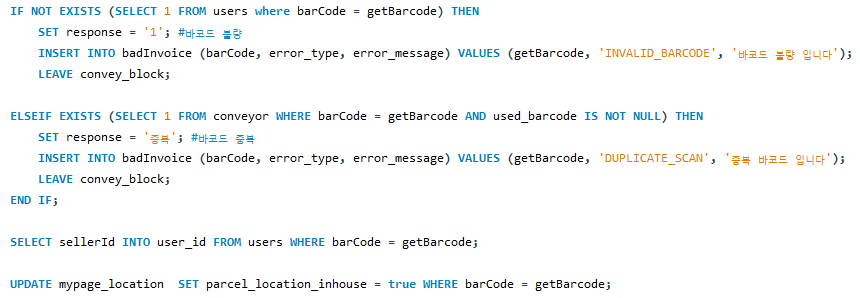 IF NOT EXISTS (SELECT 1 FROM users where barCode = getBarcode) THEN
SET response = '1'; #바코드 불량
INSERT INTO badInvoice (barCode, error_type, error_message) VALUES (getBarcode, 'INVALID_BARCODE', '바코드 불량 입니다');
LEAVE convey_block;
ELSEIF EXISTS (SELECT 1 FROM conveyor WHERE barCode = getBarcode AND used_barcode IS NOT NULL) THEN
SET response = '중복'; #바코드 중복
INSERT INTO badInvoice (barCode, error_type, error_message) VALUES (getBarcode, 'DUPLICATE_SCAN', '중복 바코드 입니다');
LEAVE convey_block;
END IF;
SELECT sellerId INTO user_id FROM users WHERE barCode = getBarcode;
UPDATE mypage_location  SET parcel_location_inhouse = true WHERE barCode = getBarcode;